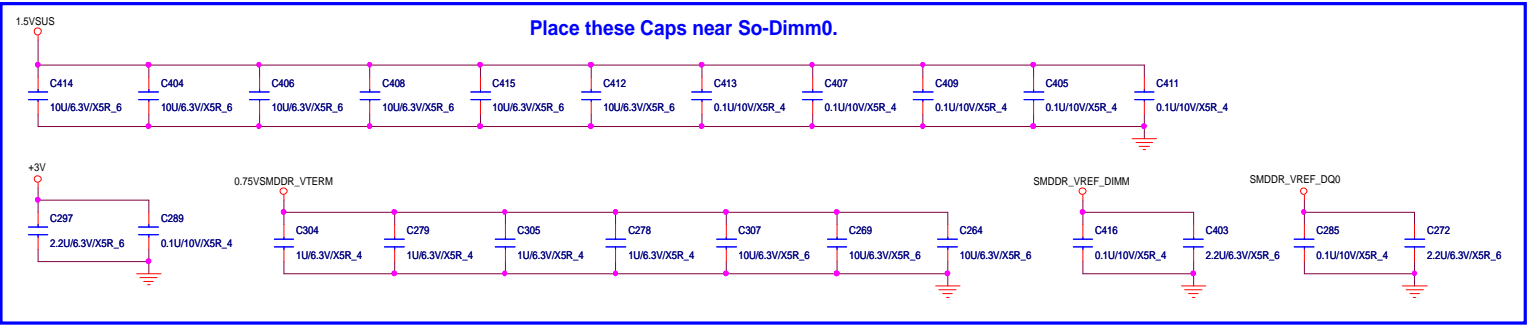 Place these Caps near So-Dimm0.
1.5VSUS
C414
10U/6.3V/X5R_6
C404
10U/6.3V/X5R_6
C406
10U/6.3V/X5R_6
C408
10U/6.3V/X5R_6
C415
10U/6.3V/X5R_6
C412
10U/6.3V/X5R_6
C413
0.1U/10V/X5R_4
C407
0.1U/10V/X5R_4
C409
0.1U/10V/X5R_4
C405
0.1U/10V/X5R_4
C411
0.1U/10V/X5R_4
+3V
C297
2.2U/6.3V/X5R_6
C289
0.1U/10V/X5R_4
0.75VSMDDR_VTERM
C304
1U/6.3V/X5R_4
C279
1U/6.3V/X5R_4
C305
1U/6.3V/X5R_4
C278
1U/6.3V/X5R_4
C307
10U/6.3V/X5R_6
C269
10U/6.3V/X5R_6
C264
10U/6.3V/X5R_6
SMDDR_VREF_DIMM
C416
0.1U/10V/X5R_4
C403
2.2U/6.3V/X5R_6
SMDDR_VREF_DQ0
C285
0.1U/10V/X5R_4
C272
2.2U/6.3V/X5R_6